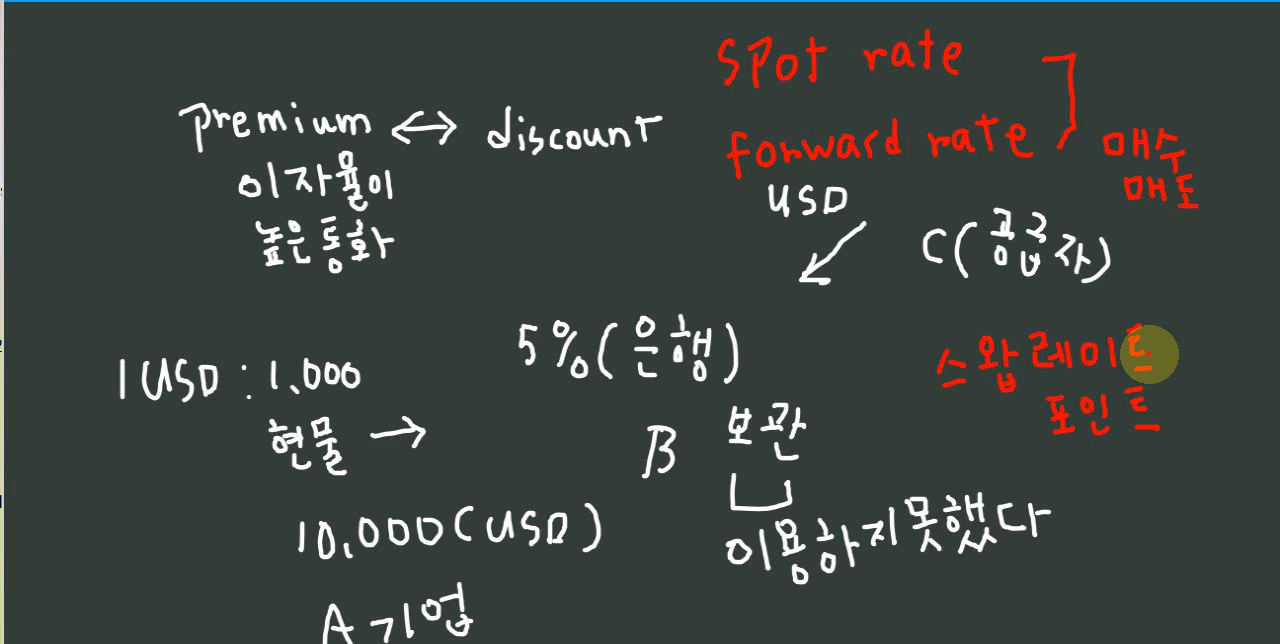 spot rate
premium ↔ discount
forward rate
매수
매도
이자율이
높은 통화
USD
C(공급자)
5%(은행)
스왑 레이트
포인트
1 USD : 1.000
현물 →
B 보관
10.000(USD)
이용하지 못했다
A 기업